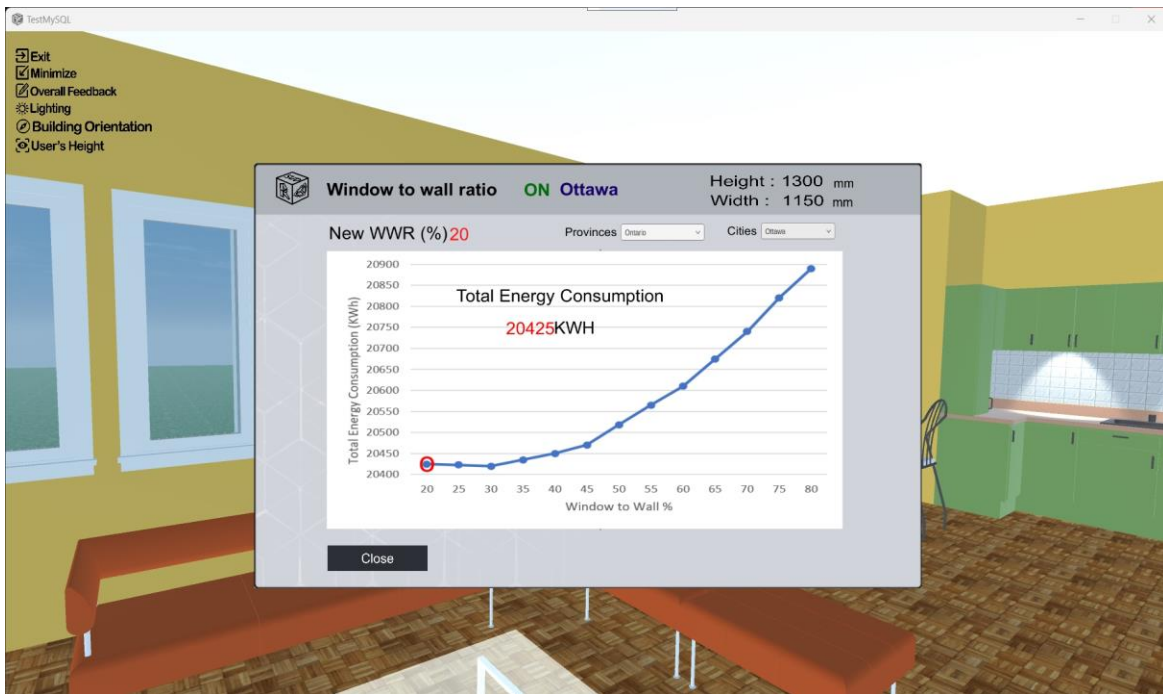 TestMySQL
Exit
Minimize
Overall Feedback
Lighting
Building Orientation
User's Height
Window to wall ratio ON Ottawa
Height : 1300 mm
Width : 1150 mm
New WWR (%)20
Provinces Ontario
Cities Ottawa
Total Energy Consumption
20425KWH
Total Energy Consumption (KWh)
20900
20850
20800
20750
20700
20650
20600
20550
20500
20450
20400
20 25 30 35 40 45 50 55 60 65 70 75 80
Window to Wall %
Close